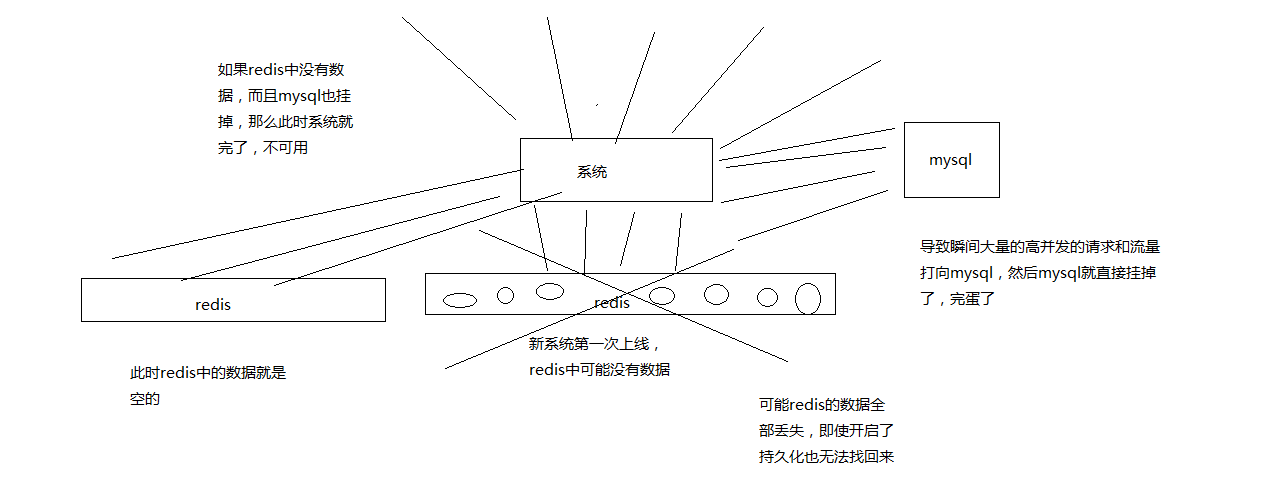 如果redis中没有数
据，而且mysql也挂
掉，那么此时系统就
完了，不可用
系统
mysql
导致瞬间大量的高并发的请求和流量
打向mysql，然后mysql就直接挂掉
了，完蛋了
redis
redis
新系统第一次上线，
redis中可能没有数据
此时redis中的数据就是
空的
可能redis的数据全
部丢失，即使开启了
持久化也无法找回来